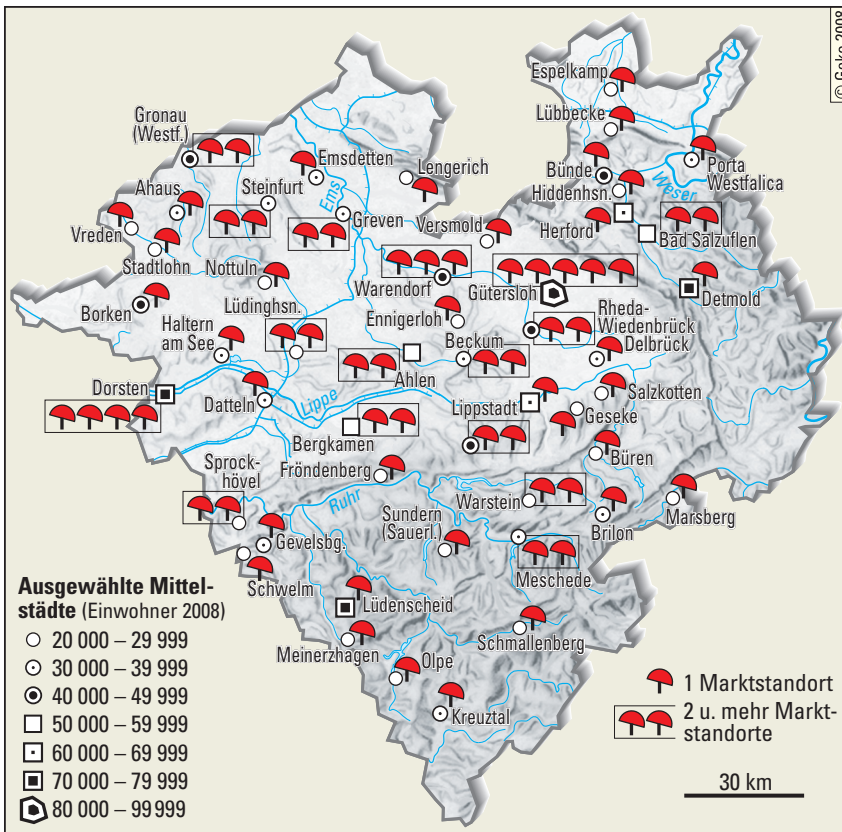 © Geko 2008
Espelkamp
Lübbecke
Gronau
(Westf.)
Emsdetten
Lengerich
Bünde
Porta
Westfalica
Ahaus
Steinfurt
Ems
Hiddenhsn.
Weser
Greven
Versmold
Herford
Bad Salzuflen
Vreden
Stadtlohn
Nottuln
Warendorf
Gütersloh
Detmold
Borken
Lüdinghsn.
Ennigerloh
Rheda-
Wiedenbrück
Haltern
am See
Beckum
Delbrück
Ahlen
Dorsten
Datteln
Lippe
Lippstadt
Salzkotten
Geseke
Bergkamen
Büren
Sprock-
hövel
Fröndenberg
Ruhr
Warstein
Sundern
(Sauerl.)
Brilon
Marsberg
Gevelsbg.
Meschede
Schwelm
Lüdenscheid
Schmallenberg
Meinerzhagen
Olpe
Kreuztal
Ausgewählte Mittel-
städte (Einwohner 2008)
20 000 – 29 999
30 000 – 39 999
40 000 – 49 999
50 000 – 59 999
60 000 – 69 999
70 000 – 79 999
80 000 – 99 999
1 Marktstandort
2 u. mehr Markt-
standorte
30 km